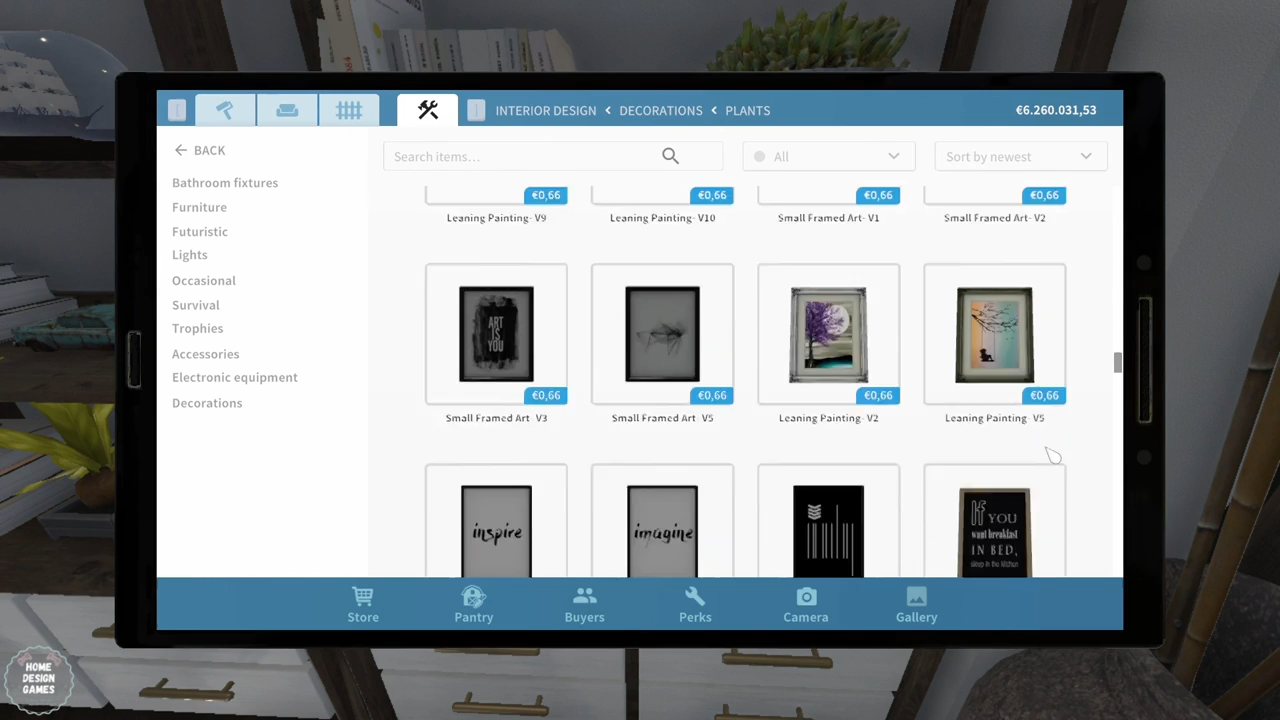 INTERIOR DESIGN < DECORATIONS < PLANTS
€6.260.031,53
BACK
Search items...
All
Sort by newest
Bathroom fixtures
Furniture
Futuristic
Lights
Occasional
Survival
Trophies
Accessories
Electronic equipment
Decorations
€0,66
€0,66
€0,66
€0,66
Leaning Painting- V9
Leaning Painting- V10
Small Framed Art- V1
Small Framed Art- V2
ART
IS
YOU
€0,66
€0,66
€0,66
€0,66
Small Framed Art V3
Small Framed Art V5
Leaning Painting- V2
Leaning Painting- V5
inspire
imagine
If YOU
want breakfast
IN BED,
sleep in the kitchen
Store
Pantry
Buyers
Perks
Camera
Gallery
HOME
DESIGN
GAMES